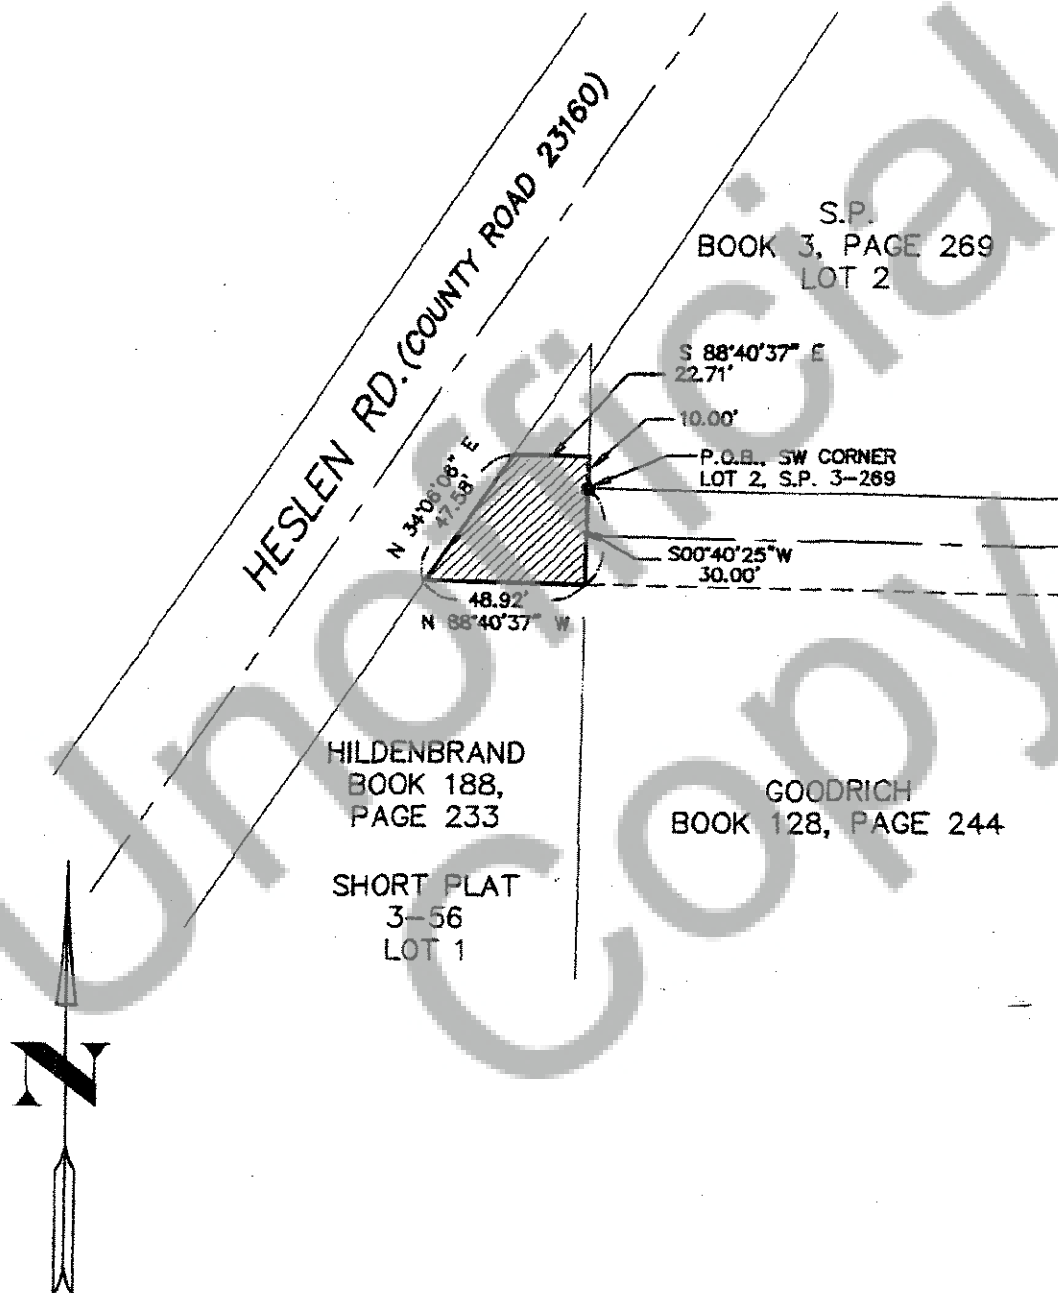 HESLEN RD. (COUNTY ROAD 23160)
S.P.
BOOK 3, PAGE 269
LOT 2
S 88°40'37" E
22.71'
10.00'
P.O.B., SW CORNER
LOT 2, S.P. 3-269
N 34°06'06" E
47.58'
S00°40'25"W
30.00'
48.92'
N 88°40'37" W
HILDENBRAND
BOOK 188,
PAGE 233
GOODRICH
BOOK 128, PAGE 244
SHORT PLAT
3-56
LOT 1
N
Unofficial
Copy